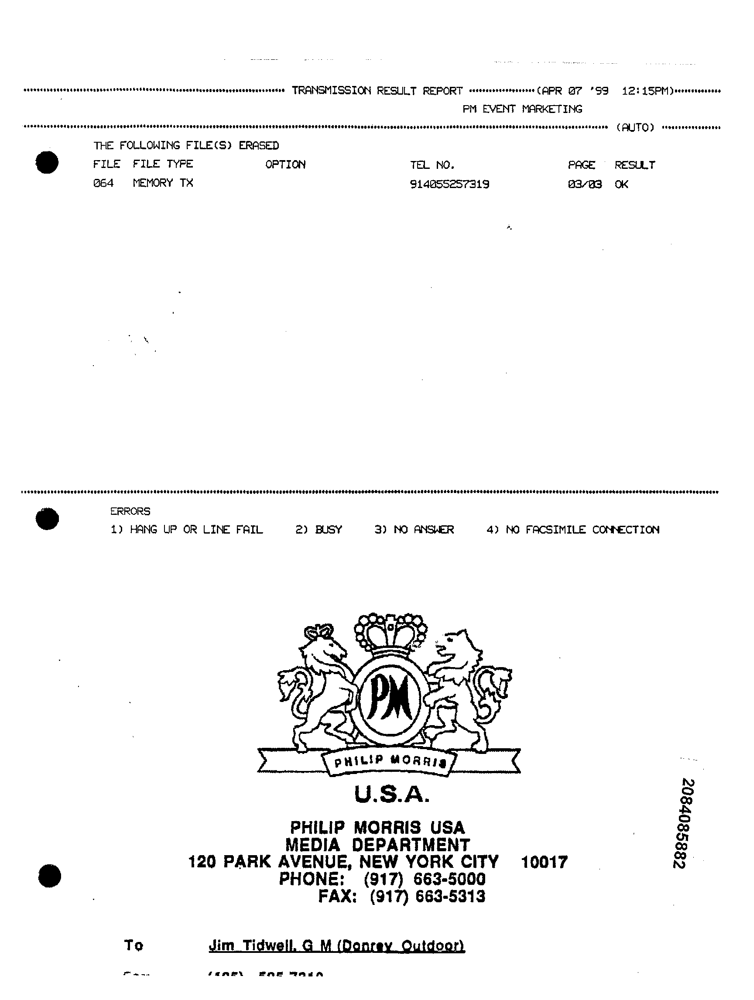 TRANSMISSION RESULT REPORT (APR 07 '99 12:15PM)
PM EVENT MARKETING
(AUTO)
THE FOLLOWING FILE(S) ERASED
FILE FILE TYPE OPTION TEL NO. PAGE RESULT
064 MEMORY TX 914055257319 03/03 OK
ERRORS
1) HANG UP OR LINE FAIL 2) BUSY 3) NO ANSWER 4) NO FACSIMILE CONNECTION
PM
PHILIP MORRIS
U.S.A.
PHILIP MORRIS USA
MEDIA DEPARTMENT
120 PARK AVENUE, NEW YORK CITY 10017
PHONE: (917) 663-5000
FAX: (917) 663-5313
2084085882
To Jim Tidwell, G M (Donrey Outdoor)